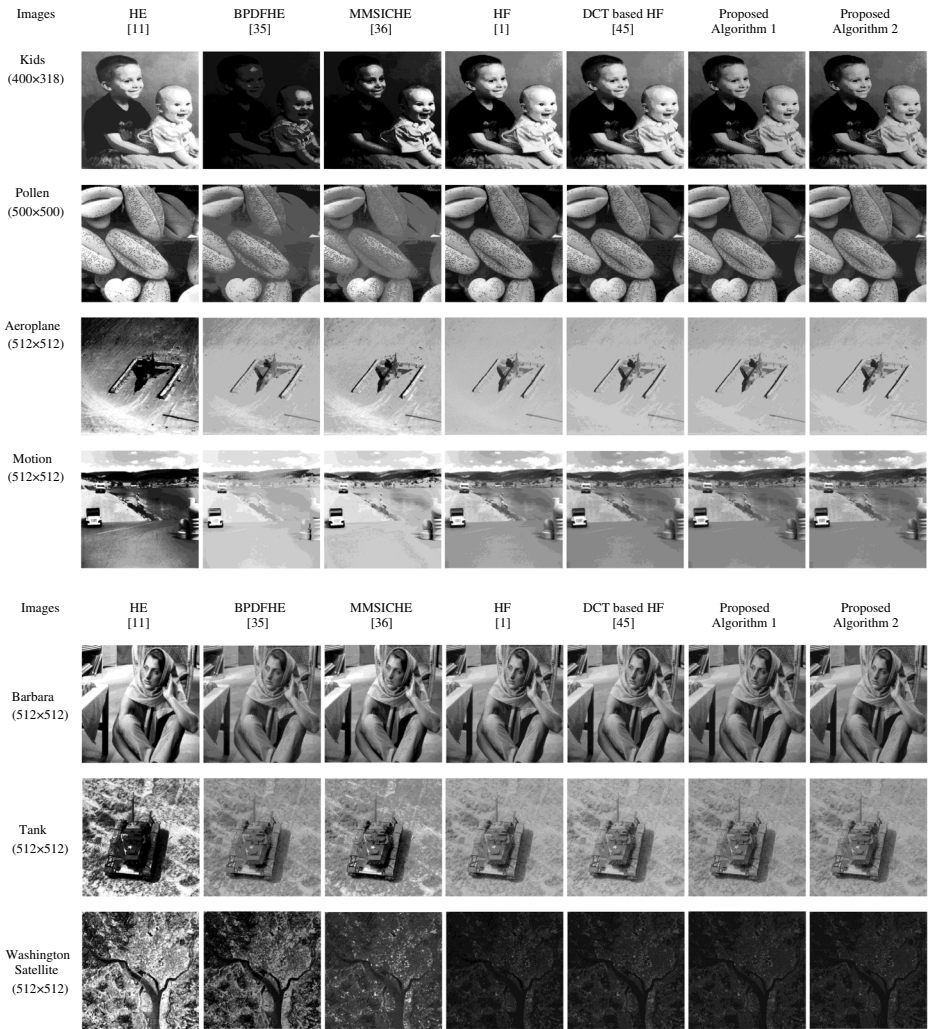 Images HE BPDFHE MMSICHE HF DCT based HF Proposed Proposed
[11] [35] [36] [1] [45] Algorithm 1 Algorithm 2
Kids
(400×318)
Pollen
(500×500)
Aeroplane
(512×512)
Motion
(512×512)
Images HE BPDFHE MMSICHE HF DCT based HF Proposed Proposed
[11] [35] [36] [1] [45] Algorithm 1 Algorithm 2
Barbara
(512×512)
Tank
(512×512)
Washington
Satellite
(512×512)